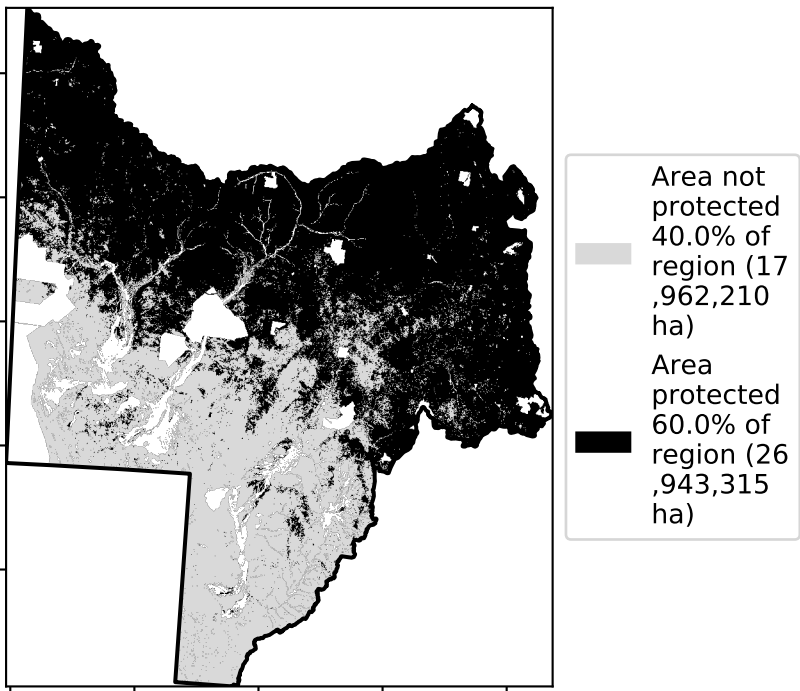 Area not
protected
40.0% of
region (17
,962,210
ha)
Area
protected
60.0% of
region (26
,943,315
ha)